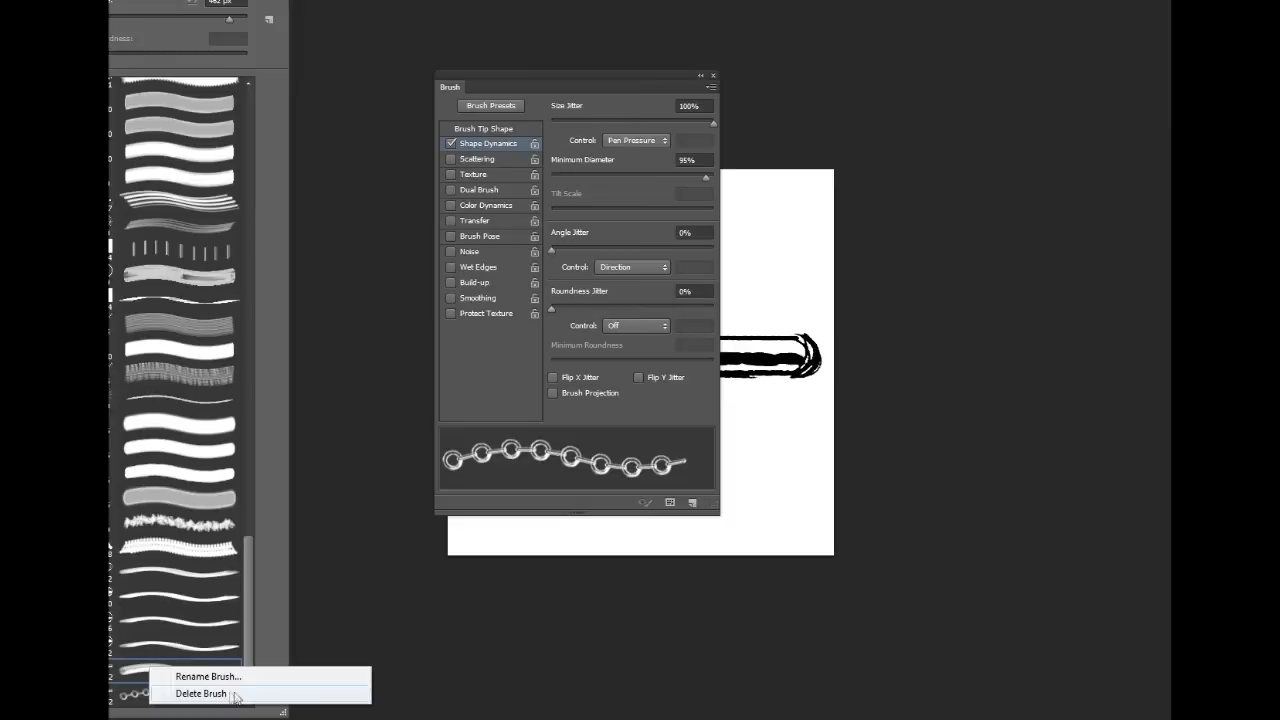 462 px
Brush
Brush Presets
Size Jitter
100%
Brush Tip Shape
Shape Dynamics
Control:
Pen Pressure
Scattering
Minimum Diameter
95%
Texture
Dual Brush
Tilt Scale
Color Dynamics
Transfer
Brush Pose
Angle Jitter
0%
Noise
Wet Edges
Control:
Direction
Build-up
Roundness Jitter
0%
Smoothing
Protect Texture
Control:
Off
Minimum Roundness
Flip X Jitter
Flip Y Jitter
Brush Projection
Rename Brush...
Delete Brush